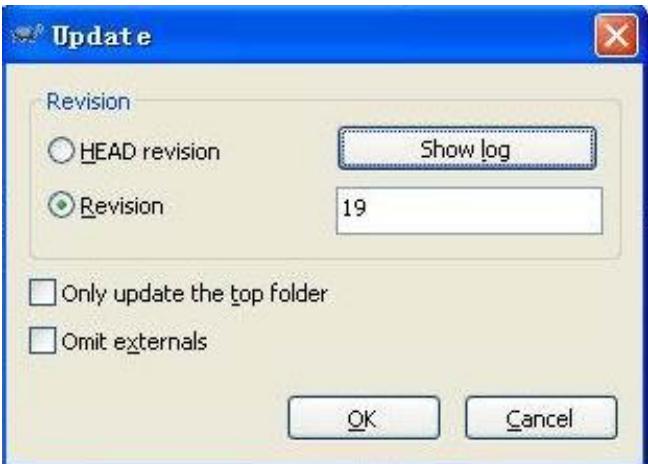 Update
Revision
HEAD revision
Show log
Revision
19
Only update the top folder
Omit externals
OK
Cancel